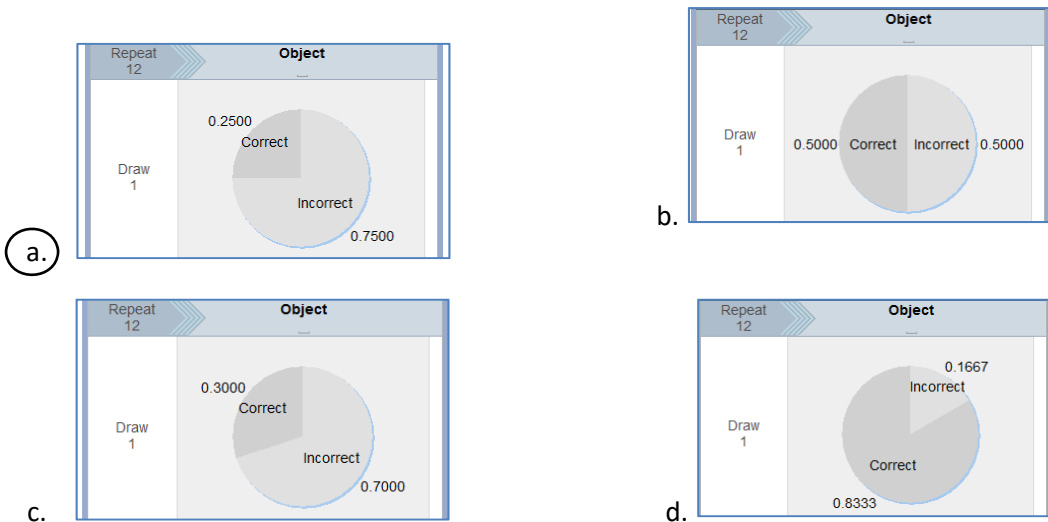 Repeat
12
Object
0.2500
Correct
Draw
1
Incorrect
0.7500
a.
Repeat
12
Object
Draw
1
0.5000 Correct Incorrect 0.5000
b.
Repeat
12
Object
0.3000
Correct
Draw
1
Incorrect
0.7000
c.
Repeat
12
Object
0.1667
Incorrect
Draw
1
Correct
0.8333
d.